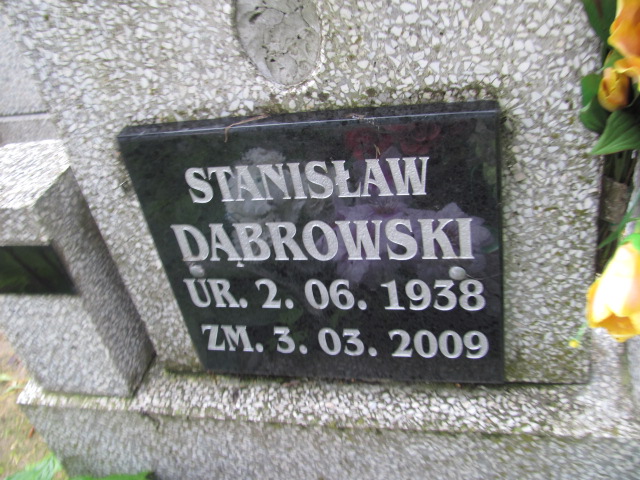 STANISŁAW
DĄBROWSKI
UR. 2. 06. 1938
ZM. 3. 03. 2009